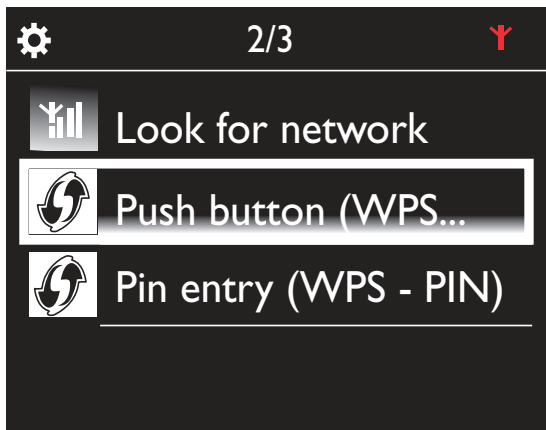 2/3
Look for network
Push button (WPS...
Pin entry (WPS - PIN)